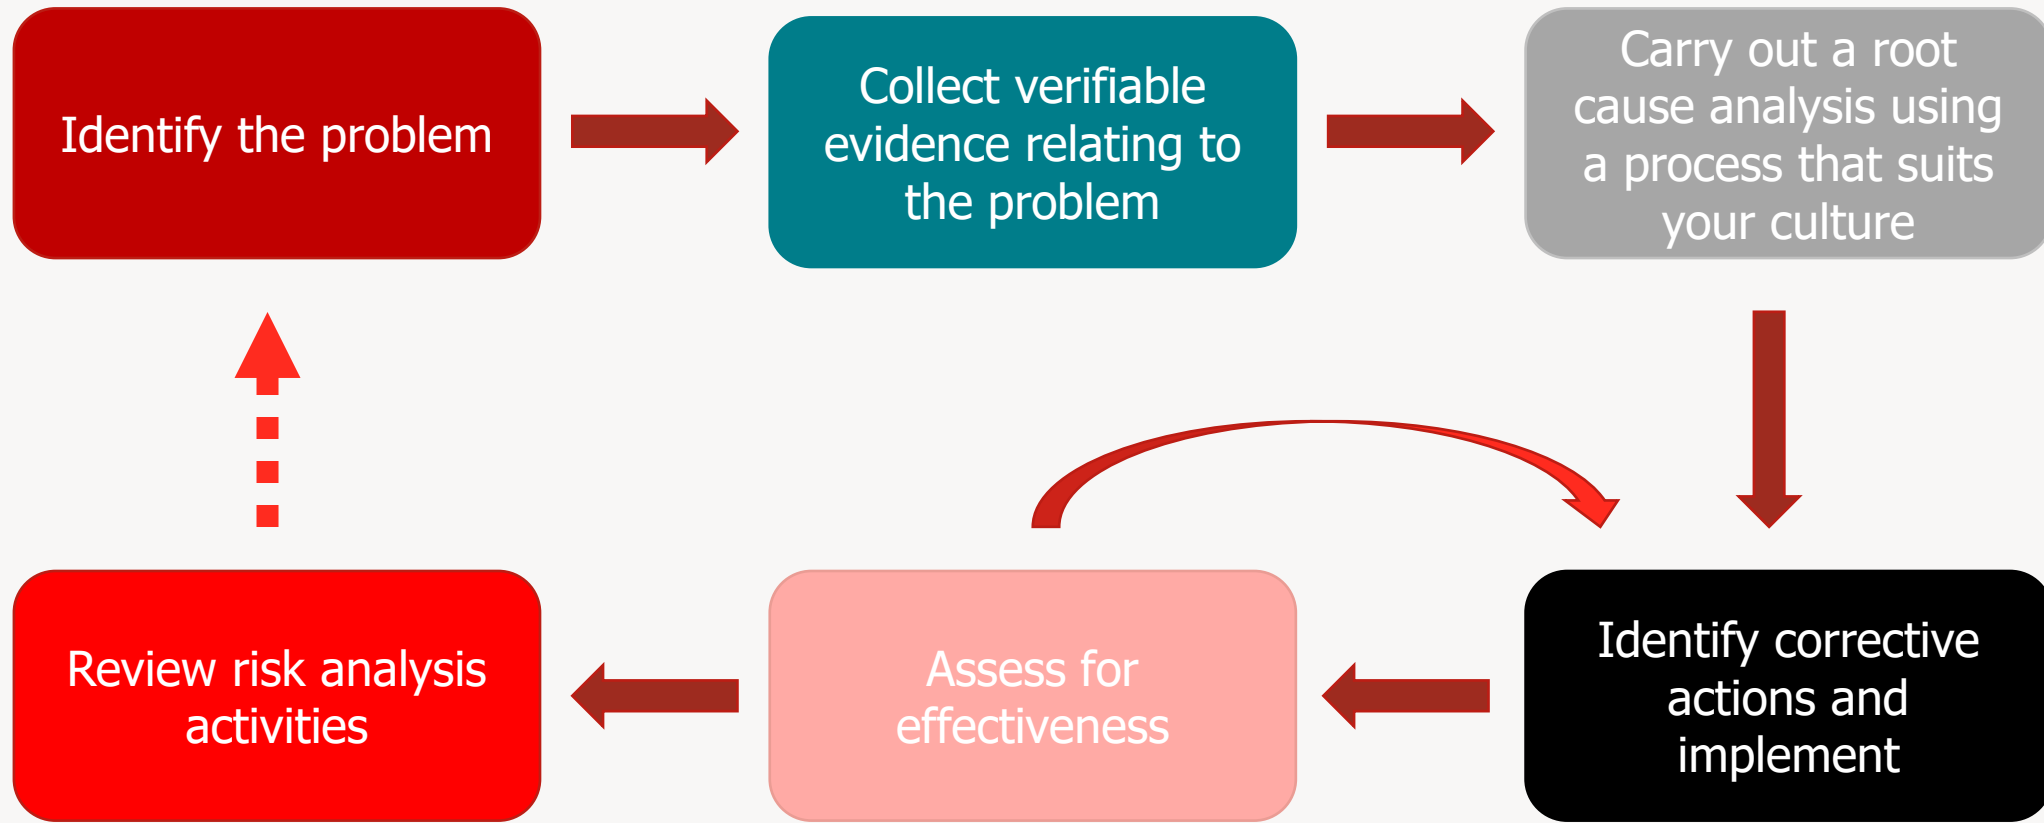 Identify the problem
Collect verifiable
evidence relating to
the problem
Carry out a root
cause analysis using
a process that suits
your culture
Review risk analysis
activities
Assess for
effectiveness
Identify corrective
actions and
implement